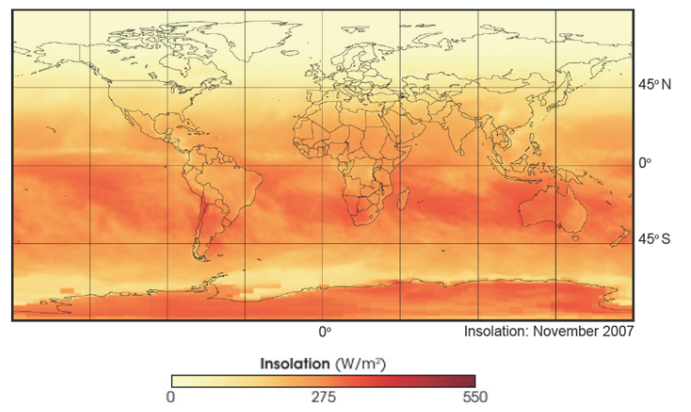 45° N
0°
45° S
0°
Insolation: November 2007
Insolation (W/m²)
0 275 550